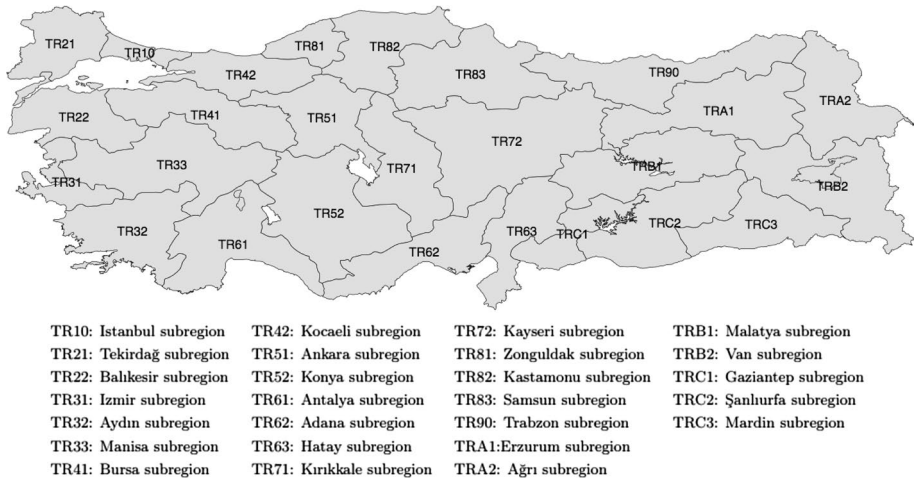 TR21
TR10
TR81
TR82
TR42
TR83
TR90
TRA2
TR22
TR41
TR51
TRA1
TR72
TR33
TR71
TRB1
TR31
TRB2
TR52
TR32
TR61
TR62
TR63
TRC1
TRC2
TRC3
TR10: Istanbul subregion TR42: Kocaeli subregion TR72: Kayseri subregion TRB1: Malatya subregion
TR21: Tekirdağ subregion TR51: Ankara subregion TR81: Zonguldak subregion TRB2: Van subregion
TR22: Balıkesir subregion TR52: Konya subregion TR82: Kastamonu subregion TRC1: Gaziantep subregion
TR31: Izmir subregion TR61: Antalya subregion TR83: Samsun subregion TRC2: Şanlıurfa subregion
TR32: Aydın subregion TR62: Adana subregion TR90: Trabzon subregion TRC3: Mardin subregion
TR33: Manisa subregion TR63: Hatay subregion TRA1:Erzurum subregion
TR41: Bursa subregion TR71: Kırıkkale subregion TRA2: Ağrı subregion